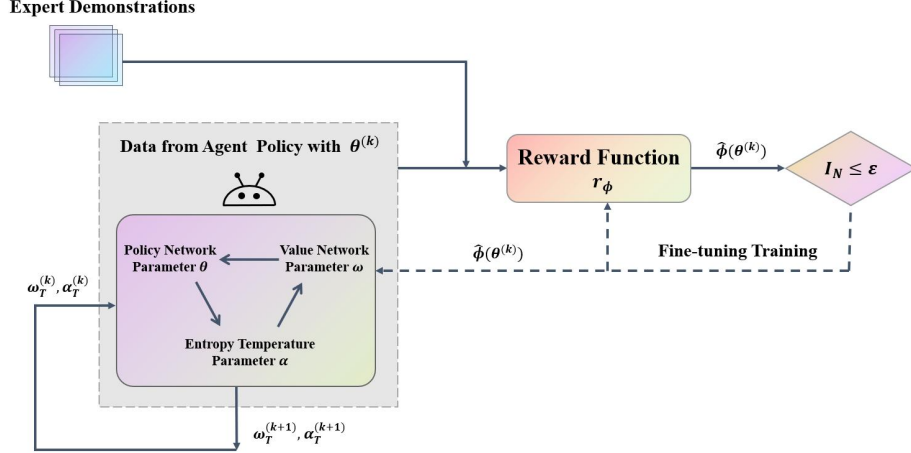 Expert Demonstrations
Data from Agent Policy with θ^(k)
Reward Function
r_ϕ
ϕ̂(θ^(k))
I_N ≤ ε
Policy Network
Parameter θ
Value Network
Parameter ω
ϕ̂(θ^(k))
Fine-tuning Training
ω_T^(k), α_T^(k)
Entropy Temperature
Parameter α
ω_T^(k+1), α_T^(k+1)